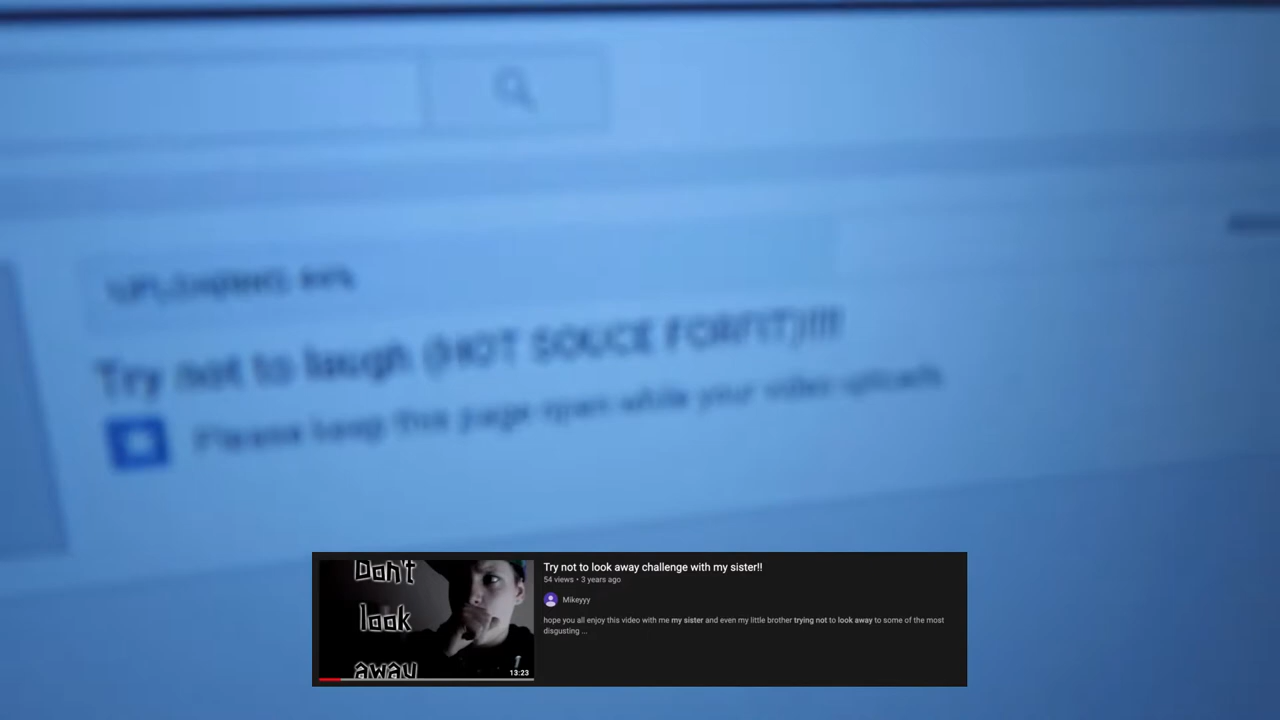 UPLOADING 44%
Try not to laugh (HOT SOUCE FORFIT)!!!!
Please keep this page open while your video uploads
Don't
look
away
13:23
Try not to look away challenge with my sister!!
54 views • 3 years ago
Mikeyyy
hope you all enjoy this video with me my sister and even my little brother trying not to look away to some of the most
disgusting ...